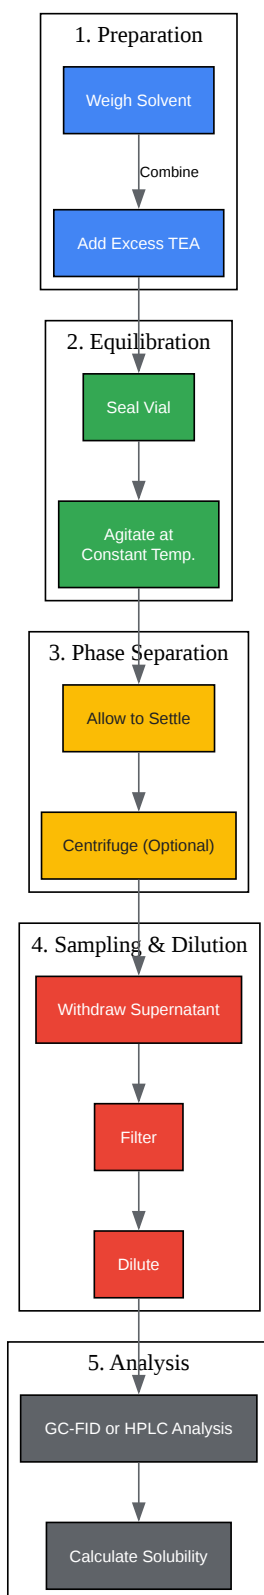 1. Preparation
Weigh Solvent
Combine
Add Excess TEA
2. Equilibration
Seal Vial
Agitate at
Constant Temp.
3. Phase Separation
Allow to Settle
Centrifuge (Optional)
4. Sampling & Dilution
Withdraw Supernatant
Filter
Dilute
5. Analysis
GC-FID or HPLC Analysis
Calculate Solubility